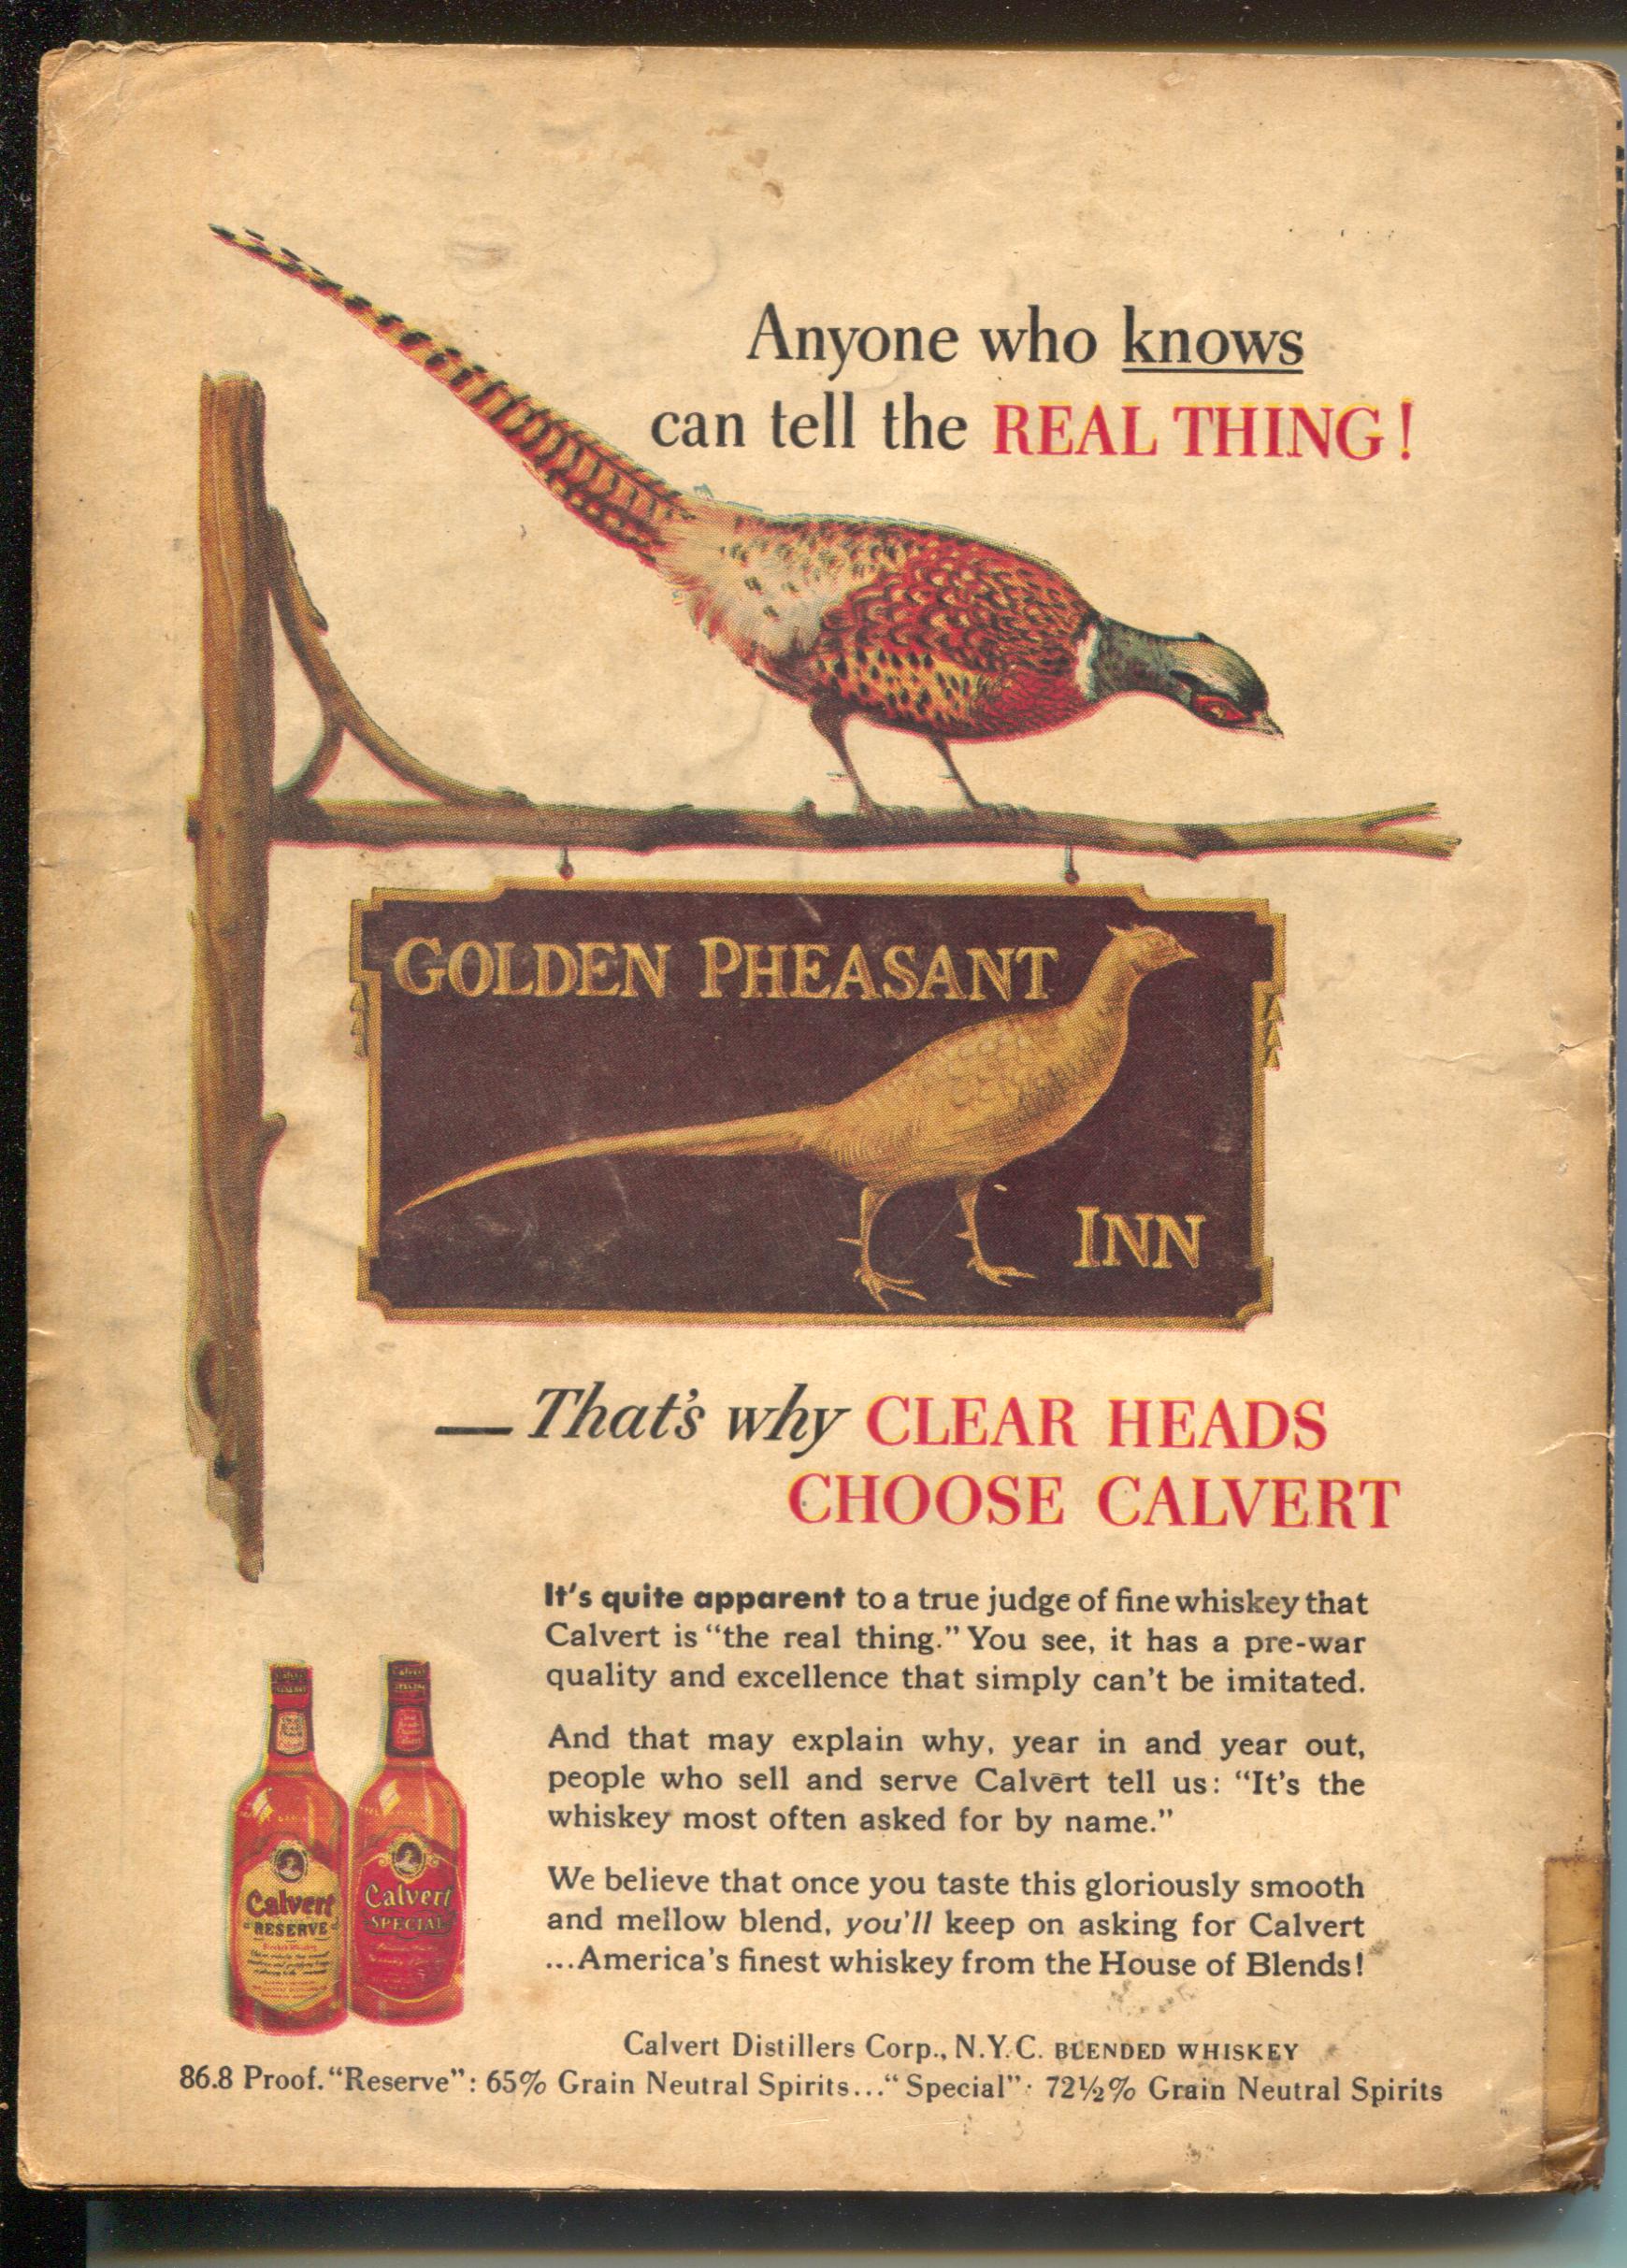 Anyone who knows
can tell the REAL THING!
GOLDEN PHEASANT
INN
—That's why CLEAR HEADS
CHOOSE CALVERT
It's quite apparent to a true judge of fine whiskey that
Calvert is "the real thing." You see, it has a pre-war
quality and excellence that simply can't be imitated.
And that may explain why, year in and year out,
people who sell and serve Calvert tell us: "It's the
whiskey most often asked for by name."
We believe that once you taste this gloriously smooth
and mellow blend, you'll keep on asking for Calvert
...America's finest whiskey from the House of Blends!
Calvert
RESERVE
Calvert
SPECIAL
Calvert Distillers Corp., N.Y.C. BLENDED WHISKEY
86.8 Proof. "Reserve": 65% Grain Neutral Spirits..."Special": 72½% Grain Neutral Spirits